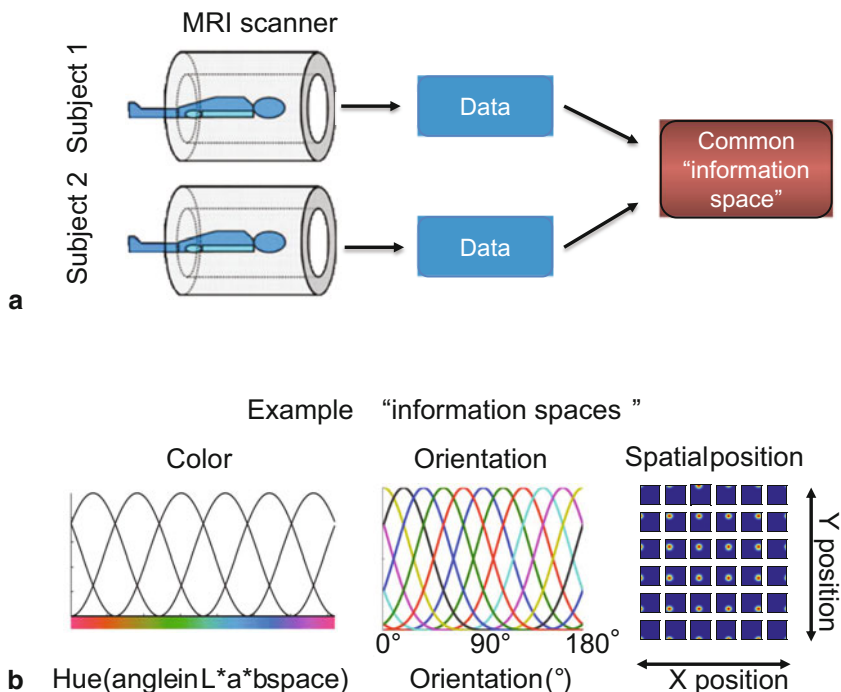 MRI scanner
Subject 1
Data
Common
“information
space”
Subject 2
Data
a
Example “information spaces ”
Color
Orientation
Spatialposition
Y position
0° 90° 180°
b
Hue(angleinL*a*bspace)
Orientation(°)
X position